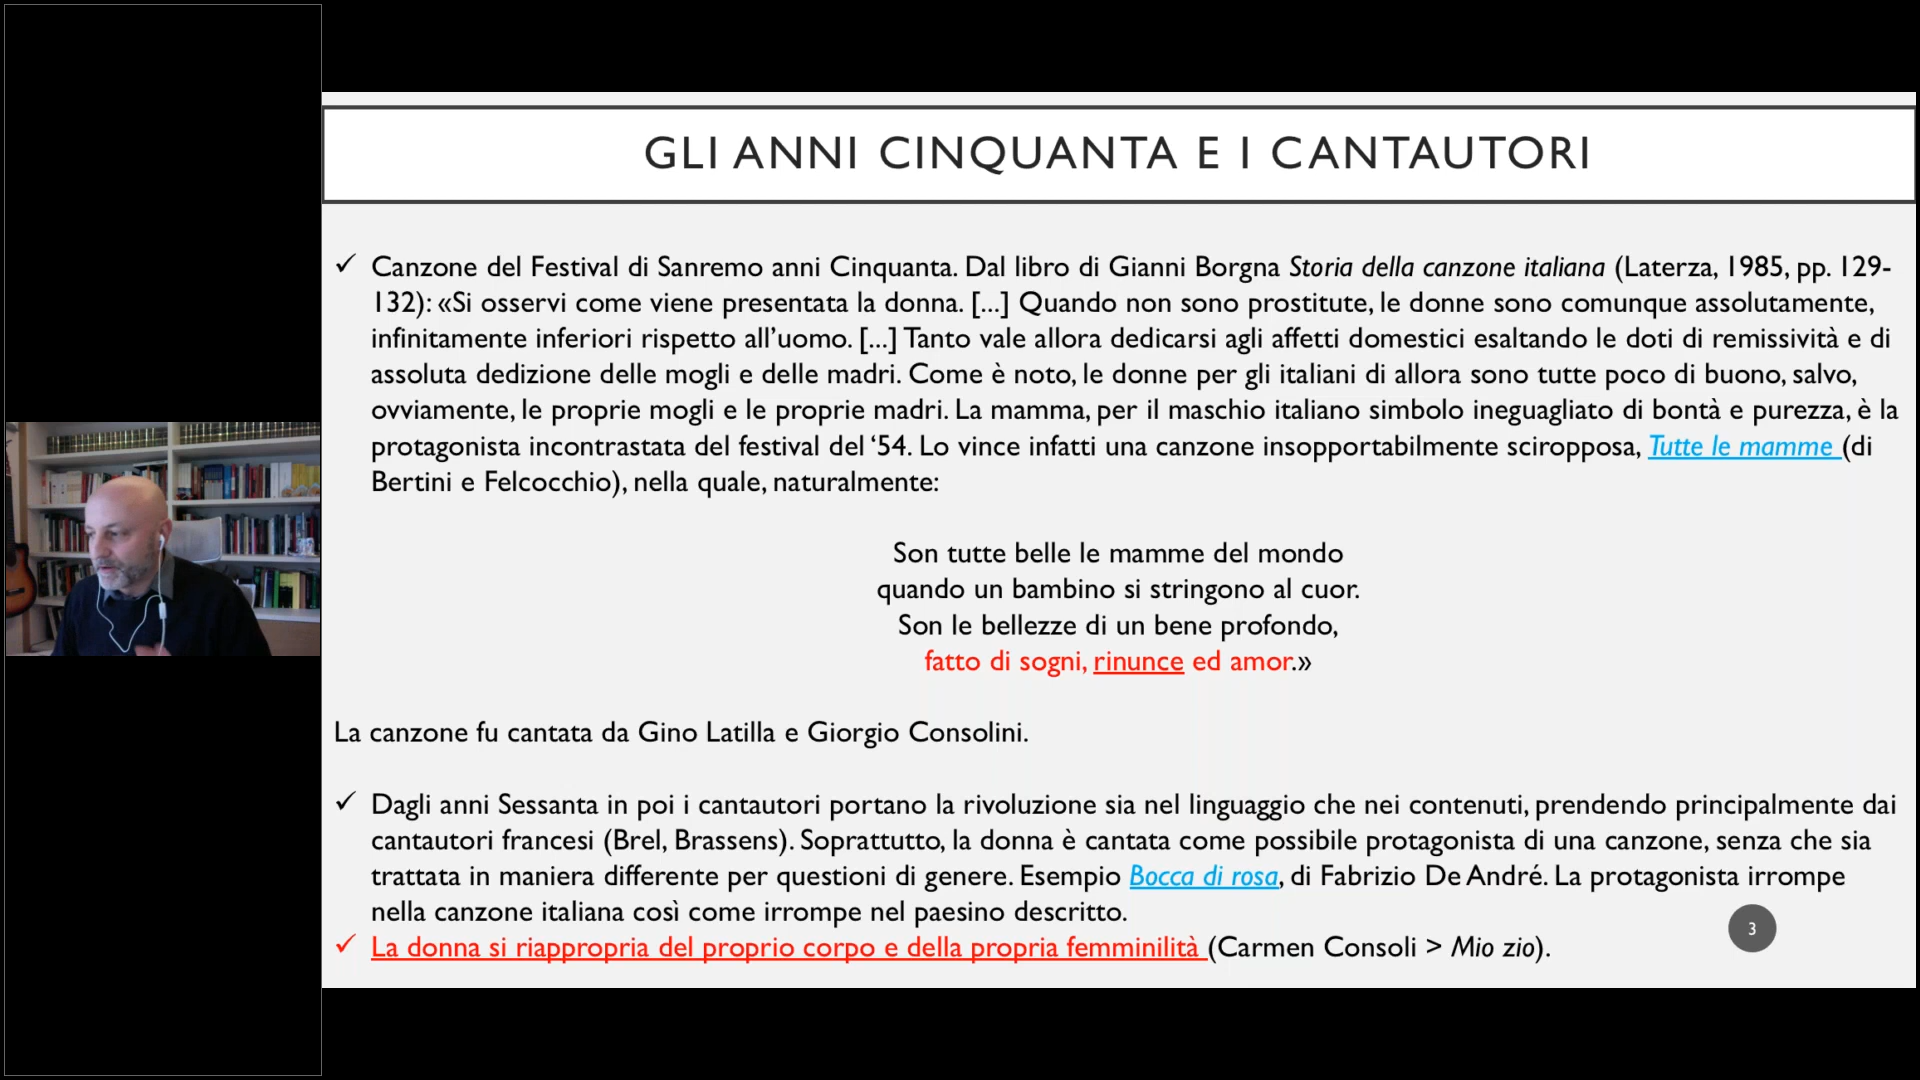 GLI ANNI CINQUANTA E I CANTAUTORI
✓ Canzone del Festival di Sanremo anni Cinquanta. Dal libro di Gianni Borgna Storia della canzone italiana (Laterza, 1985, pp. 129-
132): «Si osservi come viene presentata la donna. [...] Quando non sono prostitute, le donne sono comunque assolutamente,
infinitamente inferiori rispetto all’uomo. [...] Tanto vale allora dedicarsi agli affetti domestici esaltando le doti di remissività e di
assoluta dedizione delle mogli e delle madri. Come è noto, le donne per gli italiani di allora sono tutte poco di buono, salvo,
ovviamente, le proprie mogli e le proprie madri. La mamma, per il maschio italiano simbolo ineguagliato di bontà e purezza, è la
protagonista incontrastata del festival del ‘54. Lo vince infatti una canzone insopportabilmente sciropposa, Tutte le mamme (di
Bertini e Felcocchio), nella quale, naturalmente:
Son tutte belle le mamme del mondo
quando un bambino si stringono al cuor.
Son le bellezze di un bene profondo,
fatto di sogni, rinunce ed amor.»
La canzone fu cantata da Gino Latilla e Giorgio Consolini.
✓ Dagli anni Sessanta in poi i cantautori portano la rivoluzione sia nel linguaggio che nei contenuti, prendendo principalmente dai
cantautori francesi (Brel, Brassens). Soprattutto, la donna è cantata come possibile protagonista di una canzone, senza che sia
trattata in maniera differente per questioni di genere. Esempio Bocca di rosa, di Fabrizio De André. La protagonista irrompe
nella canzone italiana così come irrompe nel paesino descritto.
✓ La donna si riappropria del proprio corpo e della propria femminilità (Carmen Consoli > Mio zio).
3